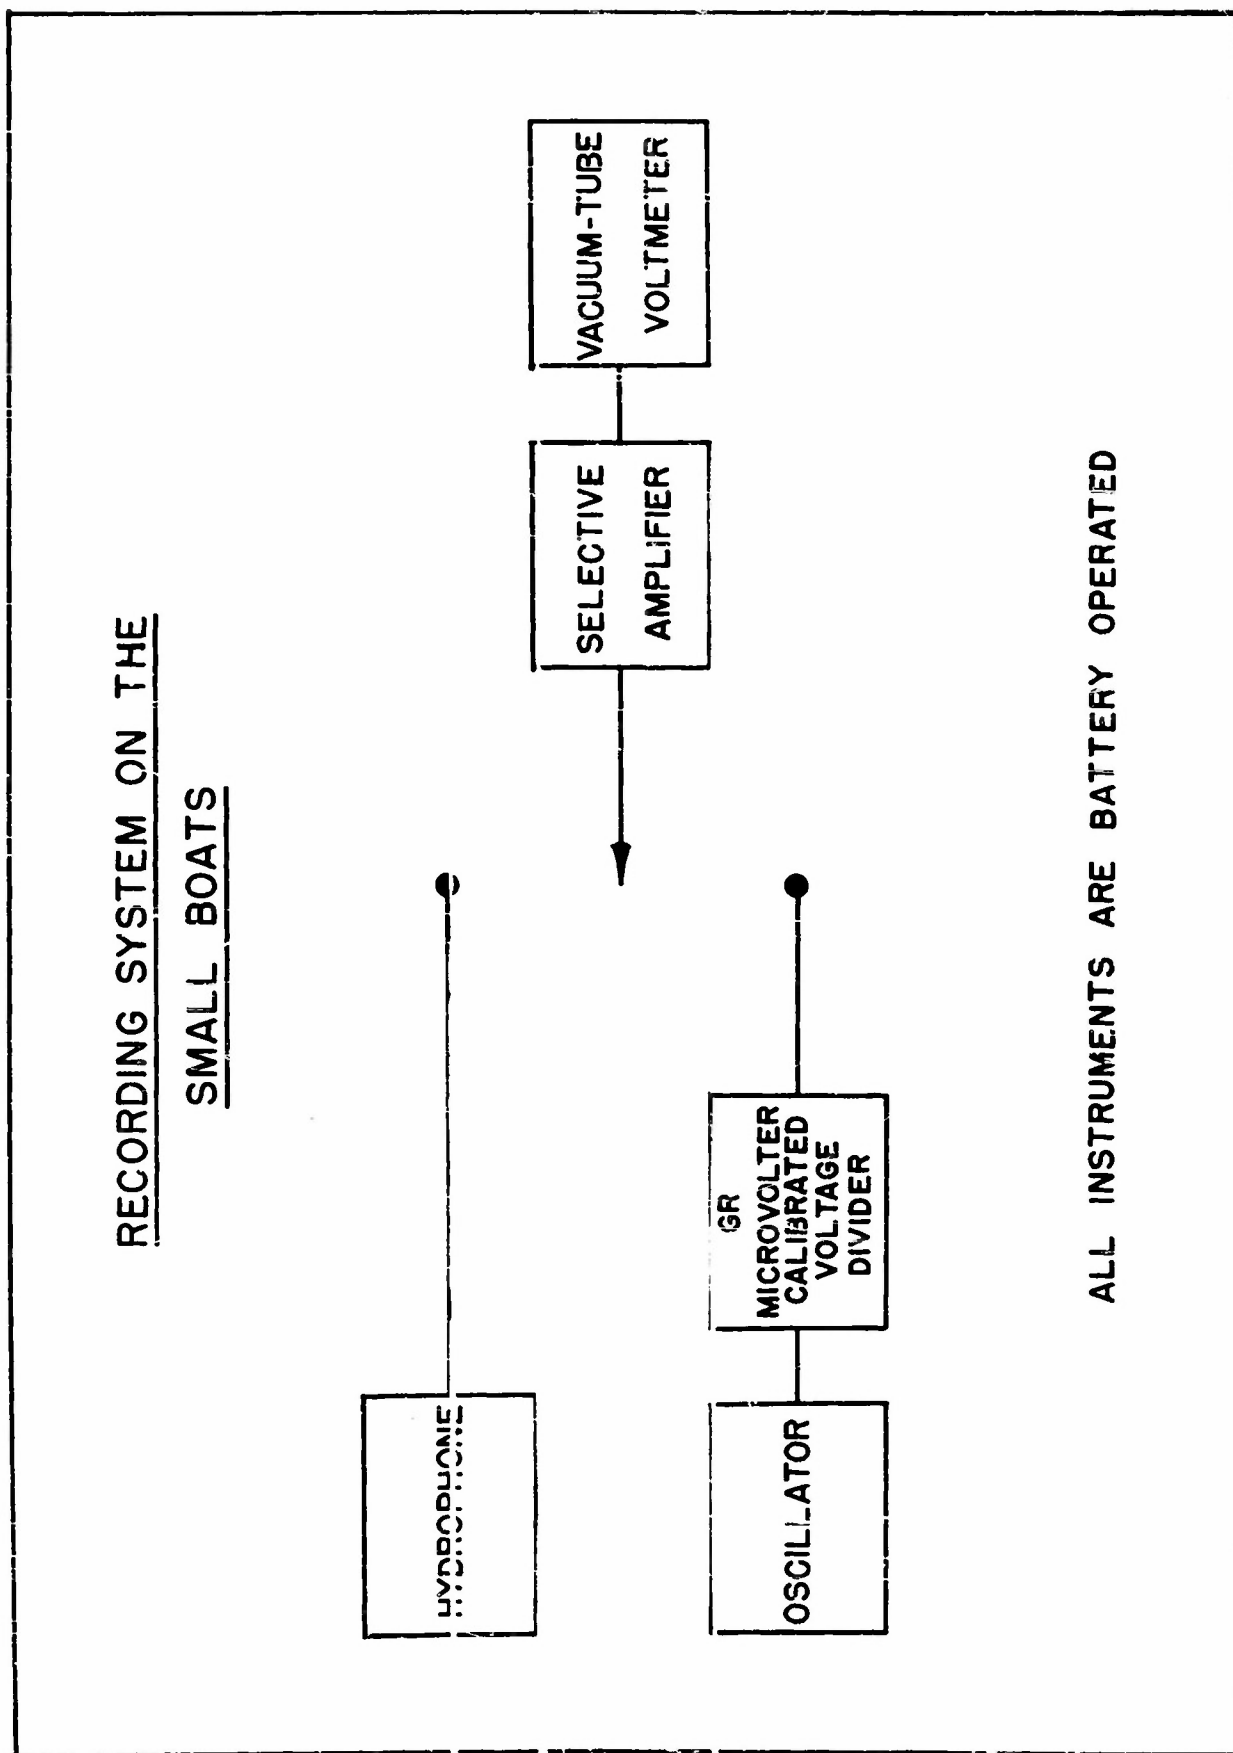 RECORDING SYSTEM ON THE
SMALL BOATS
HYDROPHONE
OSCILLATOR
GR
MICROVOLTER
CALIBRATED
VOLTAGE
DIVIDER
SELECTIVE
AMPLIFIER
VACUUM-TUBE
VOLTMETER
ALL INSTRUMENTS ARE BATTERY OPERATED